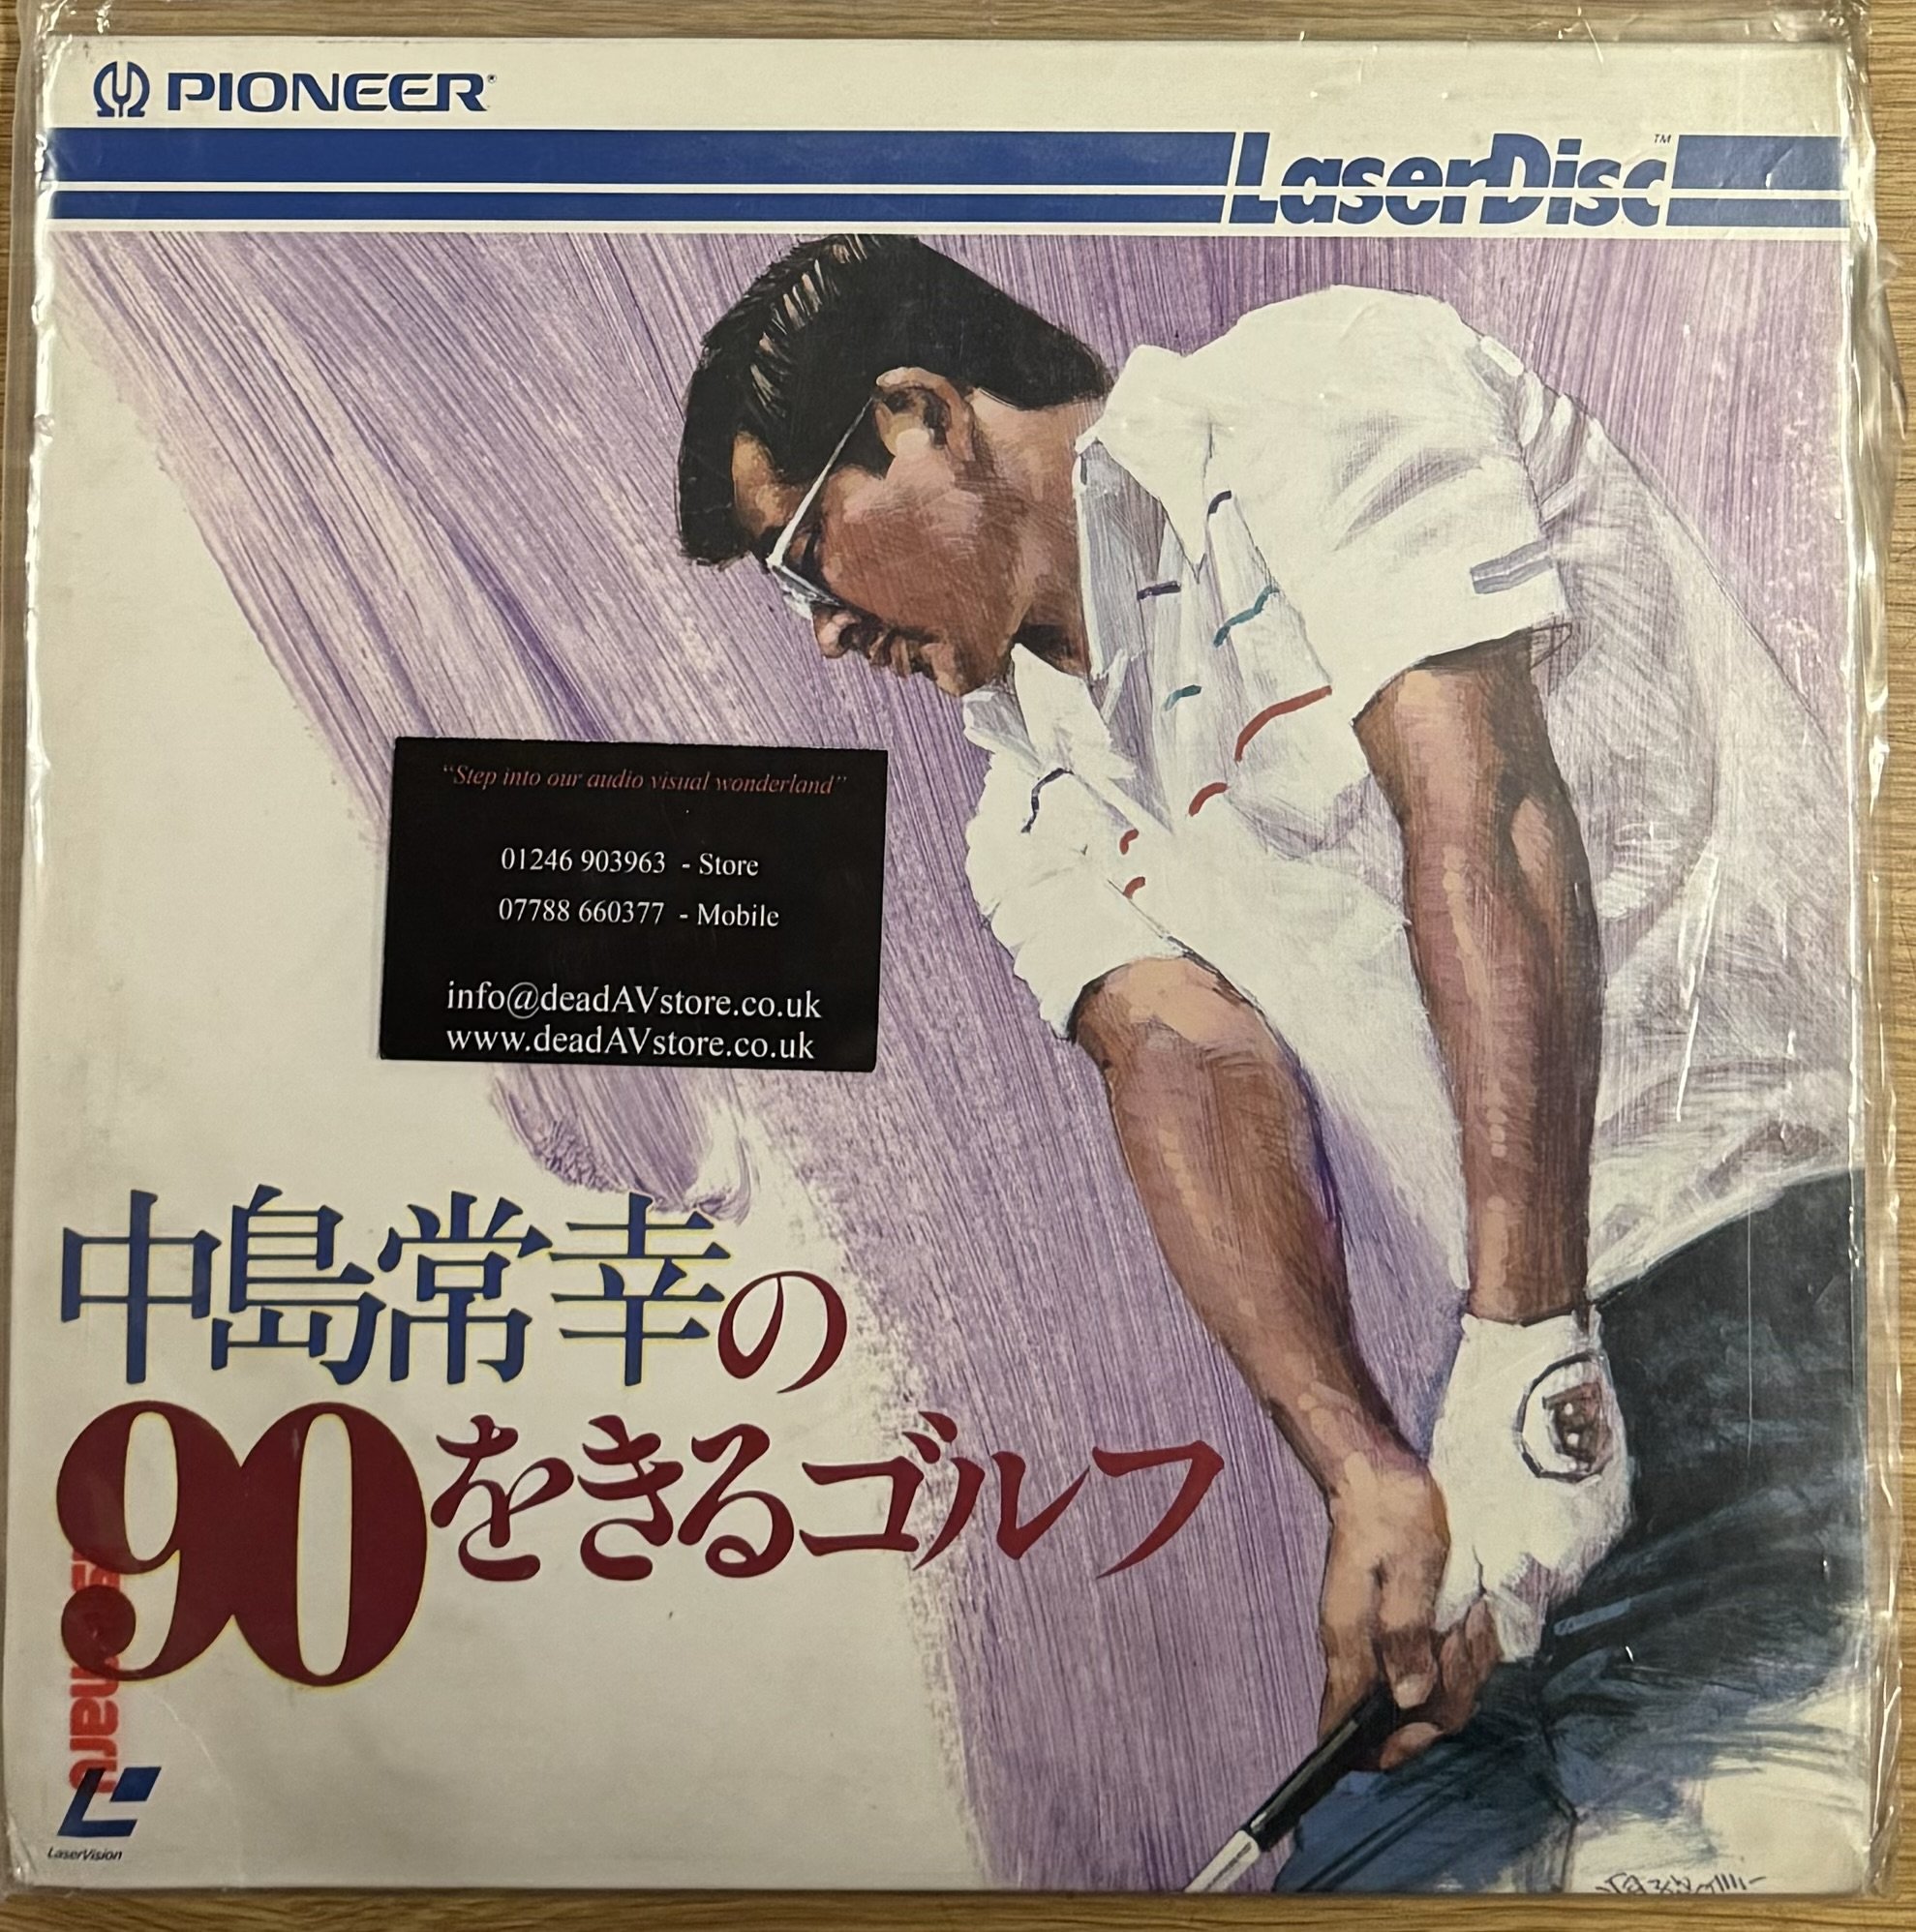 PIONEER®
LaserDisc™
“Step into our audio visual wonderland”
01246 903963 - Store
07788 660377 - Mobile
info@deadAVstore.co.uk
www.deadAVstore.co.uk
中島常幸の
90をきるゴルフ
LaserVision